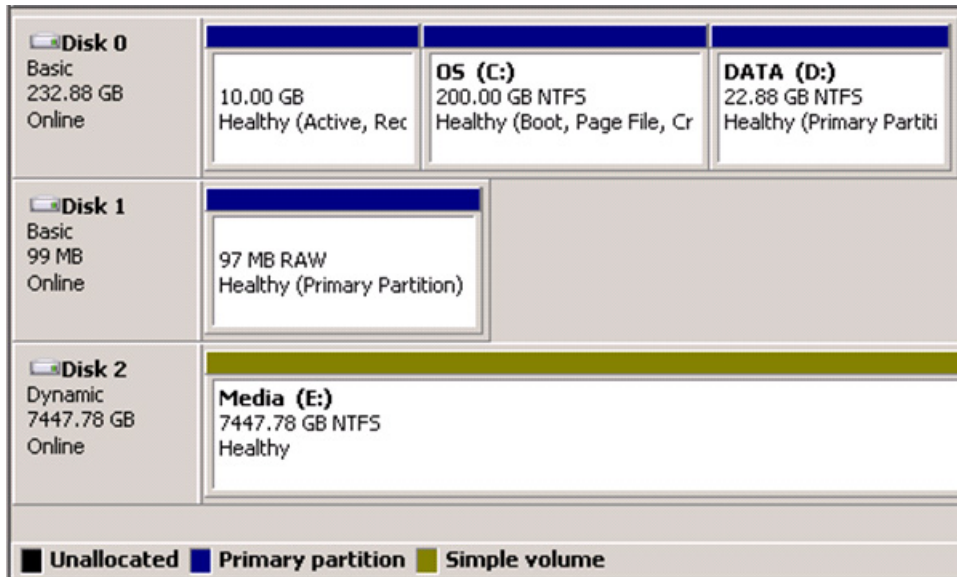 Disk 0
Basic
232.88 GB
Online
10.00 GB
Healthy (Active, Rec
OS (C:)
200.00 GB NTFS
Healthy (Boot, Page File, Cr
DATA (D:)
22.88 GB NTFS
Healthy (Primary Partiti
Disk 1
Basic
99 MB
Online
97 MB RAW
Healthy (Primary Partition)
Disk 2
Dynamic
7447.78 GB
Online
Media (E:)
7447.78 GB NTFS
Healthy
Unallocated Primary partition Simple volume